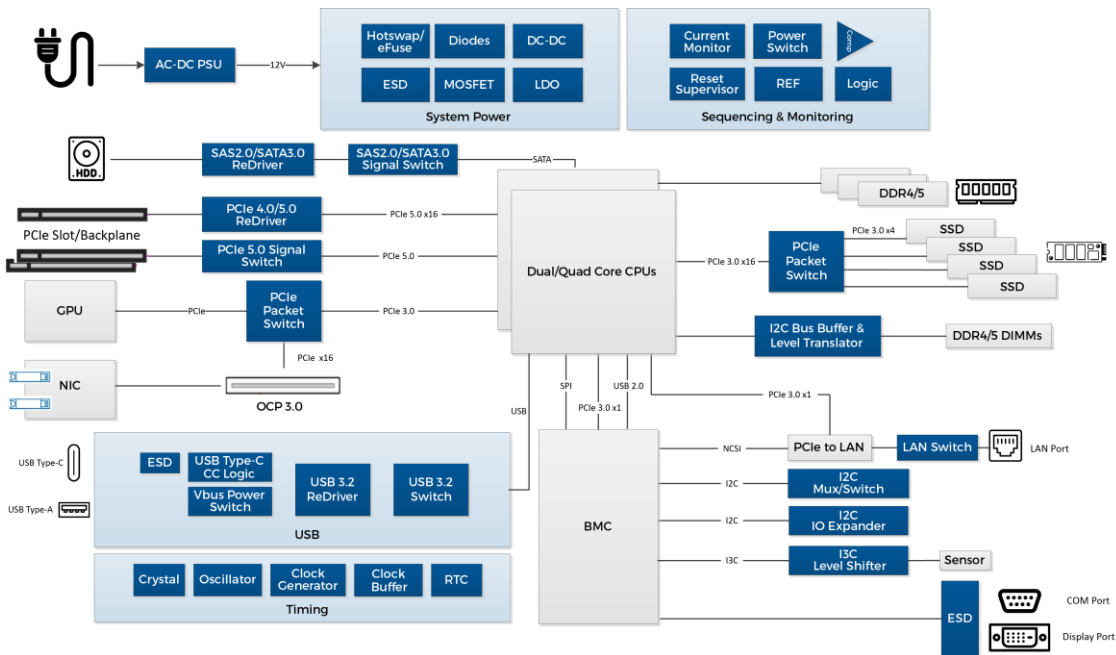 Hotswap/
eFuse
Diodes
DC-DC
ESD
MOSFET
LDO
System Power
Current
Monitor
Power
Switch
Comp
Reset
Supervisor
REF
Logic
Sequencing & Monitoring
AC-DC PSU
12V
HDD
SAS2.0/SATA3.0
ReDriver
SAS2.0/SATA3.0
Signal Switch
SATA
PCIe Slot/Backplane
PCIe 4.0/5.0
ReDriver
PCIe 5.0 x16
PCIe 5.0 Signal
Switch
PCIe 5.0
GPU
PCIe
PCIe
Packet
Switch
PCIe 3.0
PCIe x16
NIC
OCP 3.0
Dual/Quad Core CPUs
DDR4/5
PCIe 3.0 x16
PCIe
Packet
Switch
PCIe 3.0 x4
SSD
SSD
SSD
SSD
I2C Bus Buffer &
Level Translator
DDR4/5 DIMMs
USB
SPI
PCIe 3.0 x1
USB 2.0
PCIe 3.0 x1
USB Type-C
USB Type-A
ESD
USB Type-C
CC Logic
Vbus Power
Switch
USB 3.2
ReDriver
USB 3.2
Switch
USB
Crystal
Oscillator
Clock
Generator
Clock
Buffer
RTC
Timing
BMC
NCSI
PCIe to LAN
LAN Switch
LAN Port
I2C
I2C
Mux/Switch
I2C
I2C
IO Expander
I3C
I3C
Level Shifter
Sensor
ESD
COM Port
Display Port